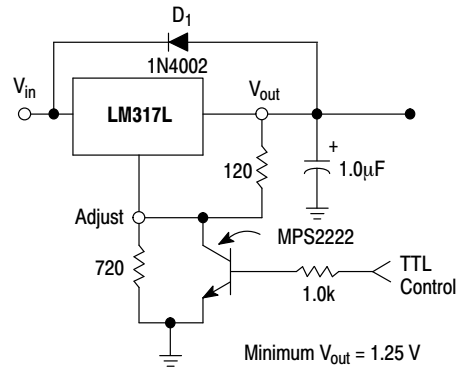 D1
1N4002
Vin
LM317L
Vout
120
+
1.0µF
Adjust
MPS2222
720
1.0k
TTL
Control
Minimum Vout = 1.25 V